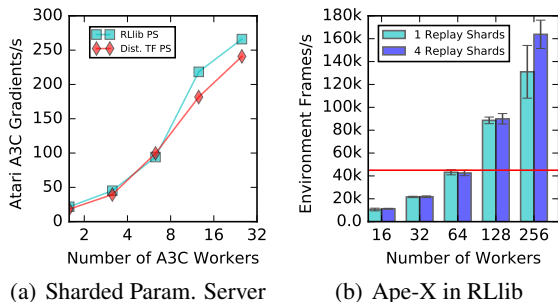 Atari A3C Gradients/s
300
250
200
150
100
50
0
RLlib PS
Dist. TF PS
2 4 8 16 32
Number of A3C Workers
(a) Sharded Param. Server
Environment Frames/s
180k
160k
140k
120k
100k
80k
60k
40k
20k
0.0
1 Replay Shards
4 Replay Shards
16 32 64 128 256
Number of Workers
(b) Ape-X in RLlib